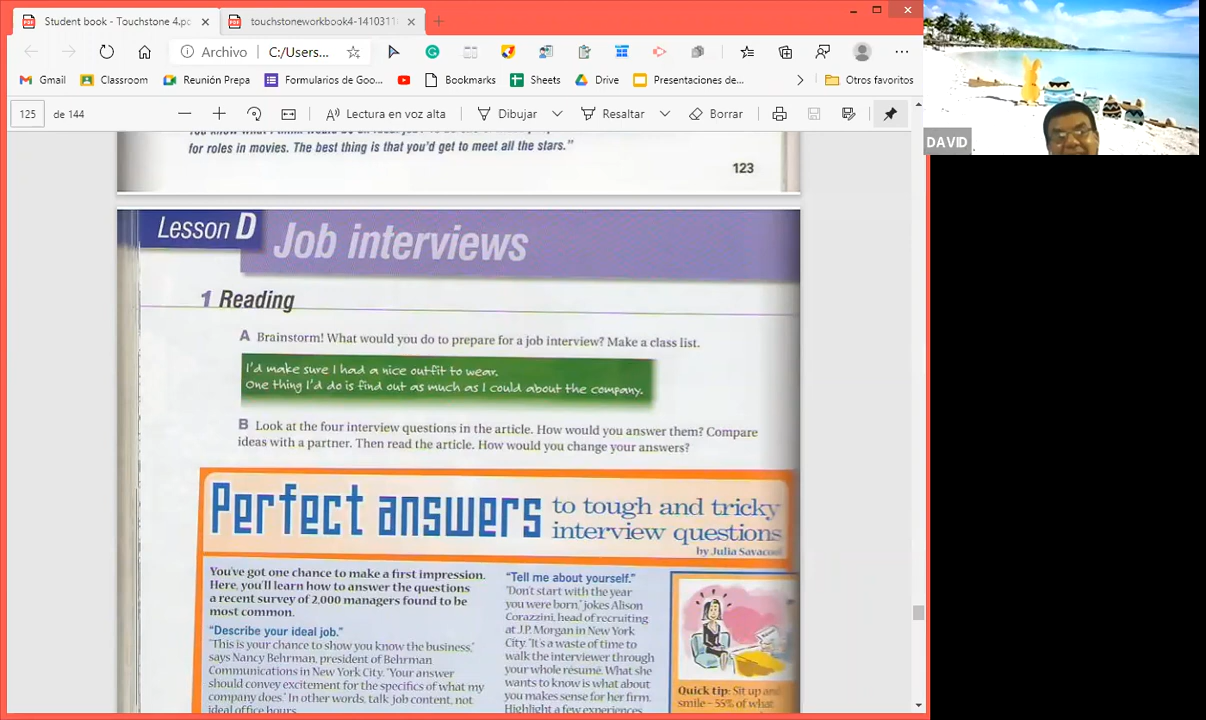 Student book - Touchstone 4.pc
touchstoneworkbook4-1410311
Archivo
C:/Users...
Gmail
Classroom
Reunión Prepa
Formularios de Goo...
Bookmarks
Sheets
Drive
Presentaciones de...
Otros favoritos
125 de 144
Lectura en voz alta
Dibujar
Resaltar
Borrar
for roles in movies. The best thing is that you'd get to meet all the stars."
123
Lesson D
Job interviews
1 Reading
A Brainstorm! What would you do to prepare for a job interview? Make a class list.
I'd make sure I had a nice outfit to wear.
One thing I'd do is find out as much as I could about the company.
B Look at the four interview questions in the article. How would you answer them? Compare
ideas with a partner. Then read the article. How would you change your answers?
Perfect answers
to tough and tricky
interview questions
by Julia Savacool
You've got one chance to make a first impression.
Here, you'll learn how to answer the questions
a recent survey of 2,000 managers found to be
most common.
"Describe your ideal job."
"This is your chance to show you know the business,"
says Nancy Behrman, president of Behrman
Communications in New York City. "Your answer
should convey excitement for the specifics of what my
company does." In other words, talk job content, not
ideal office hours.
"Tell me about yourself."
"Don't start with the year
you were born," jokes Alison
Corazzini, head of recruiting
at J.P. Morgan in New York
City. "It's a waste of time to
walk the interviewer through
your whole résumé. What she
wants to know is what about
you makes sense for her firm.
Highlight a few experiences
Quick tip: Sit up and
smile – 55% of what
DAVID